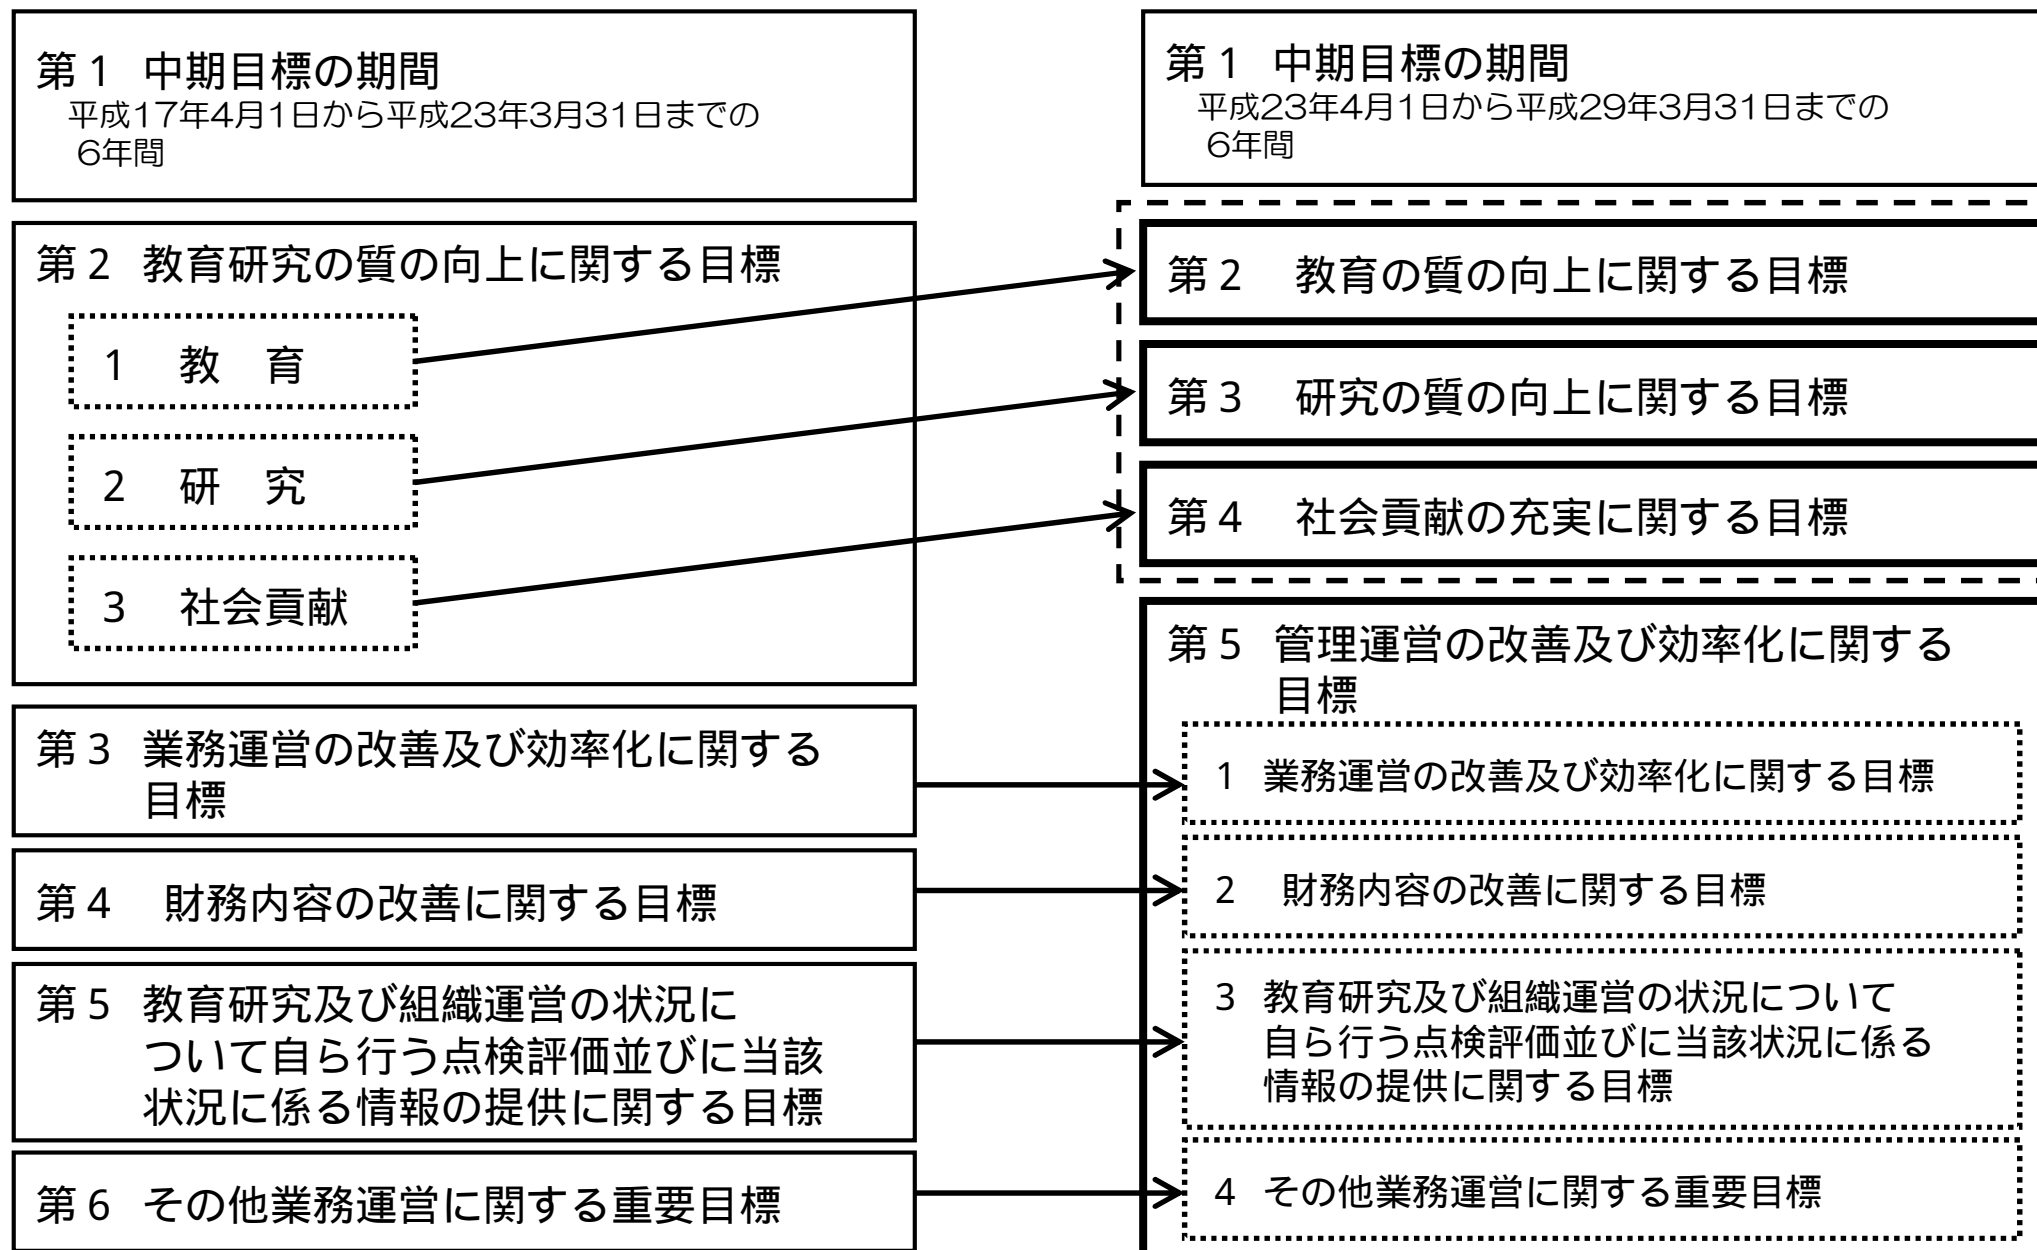 第1 中期目標の期間
平成17年4月1日から平成23年3月31日までの
6年間
第2 教育研究の質の向上に関する目標
1 教 育
2 研 究
3 社会貢献
第3 業務運営の改善及び効率化に関する
目標
第4 財務内容の改善に関する目標
第5 教育研究及び組織運営の状況に
ついて自ら行う点検評価並びに当該
状況に係る情報の提供に関する目標
第6 その他業務運営に関する重要目標
第1 中期目標の期間
平成23年4月1日から平成29年3月31日までの
6年間
第2 教育の質の向上に関する目標
第3 研究の質の向上に関する目標
第4 社会貢献の充実に関する目標
第5 管理運営の改善及び効率化に関する
目標
1 業務運営の改善及び効率化に関する目標
2 財務内容の改善に関する目標
3 教育研究及び組織運営の状況について
自ら行う点検評価並びに当該状況に係る
情報の提供に関する目標
4 その他業務運営に関する重要目標